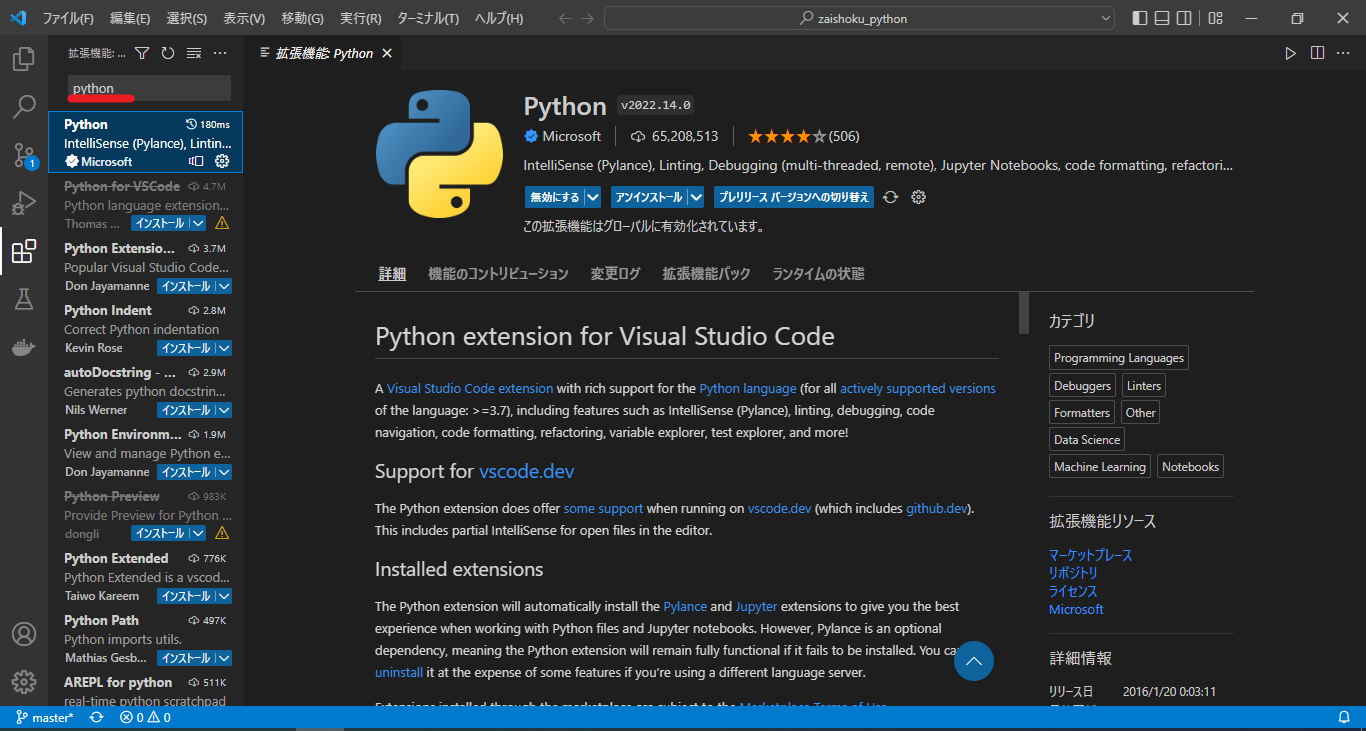 ファイル(F) 編集(E) 選択(S) 表示(V) 移動(G) 実行(R) ターミナル(T) ヘルプ(H) zaishoku_python
拡張機能: ...
python
Python 180ms
IntelliSense (Pylance), Lintin...
Microsoft
Python for VSCode 4.7M
Python language extension...
Thomas ... インストール
Python Extensio... 3.7M
Popular Visual Studio Code...
Don Jayamanne インストール
Python Indent 2.8M
Correct Python indentation
Kevin Rose インストール
autoDocstring - ... 2.9M
Generates python docstrin...
Nils Werner インストール
Python Environm... 1.9M
View and manage Python e...
Don Jayamanne インストール
Python Preview 983K
Provide Preview for Python ...
dongli インストール
Python Extended 776K
Python Extended is a vscod...
Taiwo Kareem インストール
Python Path 497K
Python imports utils.
Mathias Gesb... インストール
AREPL for python 511K
real-time python scratchpad
拡張機能: Python
Python v2022.14.0
Microsoft 65,208,513 (506)
IntelliSense (Pylance), Linting, Debugging (multi-threaded, remote), Jupyter Notebooks, code formatting, refactori...
無効にする アンインストール プレリリース バージョンへの切り替え
この拡張機能はグローバルに有効化されています。
詳細 機能のコントリビューション 変更ログ 拡張機能パック ランタイムの状態
Python extension for Visual Studio Code
A Visual Studio Code extension with rich support for the Python language (for all actively supported versions
of the language: >=3.7), including features such as IntelliSense (Pylance), linting, debugging, code
navigation, code formatting, refactoring, variable explorer, test explorer, and more!
Support for vscode.dev
The Python extension does offer some support when running on vscode.dev (which includes github.dev).
This includes partial IntelliSense for open files in the editor.
Installed extensions
The Python extension will automatically install the Pylance and Jupyter extensions to give you the best
experience when working with Python files and Jupyter notebooks. However, Pylance is an optional
dependency, meaning the Python extension will remain fully functional if it fails to be installed. You ca
uninstall it at the expense of some features if you're using a different language server.
Extensions installed through the marketplace are subject to the Marketplace Terms of Use
カテゴリ
Programming Languages
Debuggers Linters
Formatters Other
Data Science
Machine Learning Notebooks
拡張機能リソース
マーケットプレース
リポジトリ
ライセンス
Microsoft
詳細情報
リリース日 2016/1/20 0:03:11
1
master* 0 0